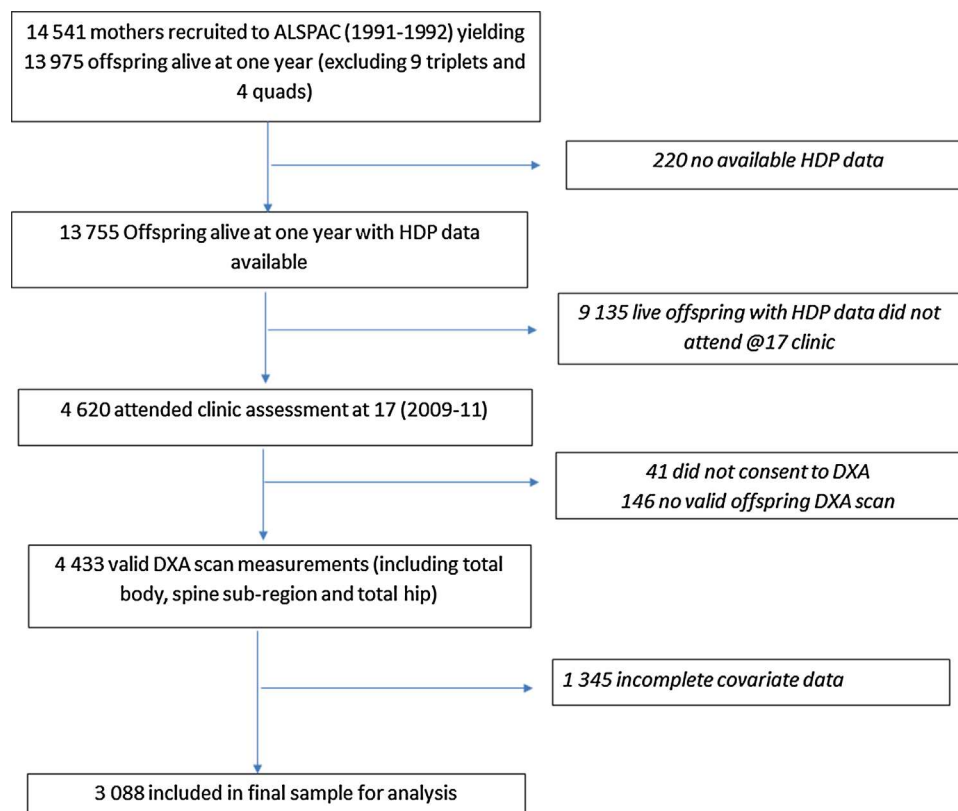 14 541 mothers recruited to ALSPAC (1991-1992) yielding
13 975 offspring alive at one year (excluding 9 triplets and
4 quads)
220 no available HDP data
13 755 Offspring alive at one year with HDP data
available
9 135 live offspring with HDP data did not
attend @17 clinic
4 620 attended clinic assessment at 17 (2009-11)
41 did not consent to DXA
146 no valid offspring DXA scan
4 433 valid DXA scan measurements (including total
body, spine sub-region and total hip)
1 345 incomplete covariate data
3 088 included in final sample for analysis